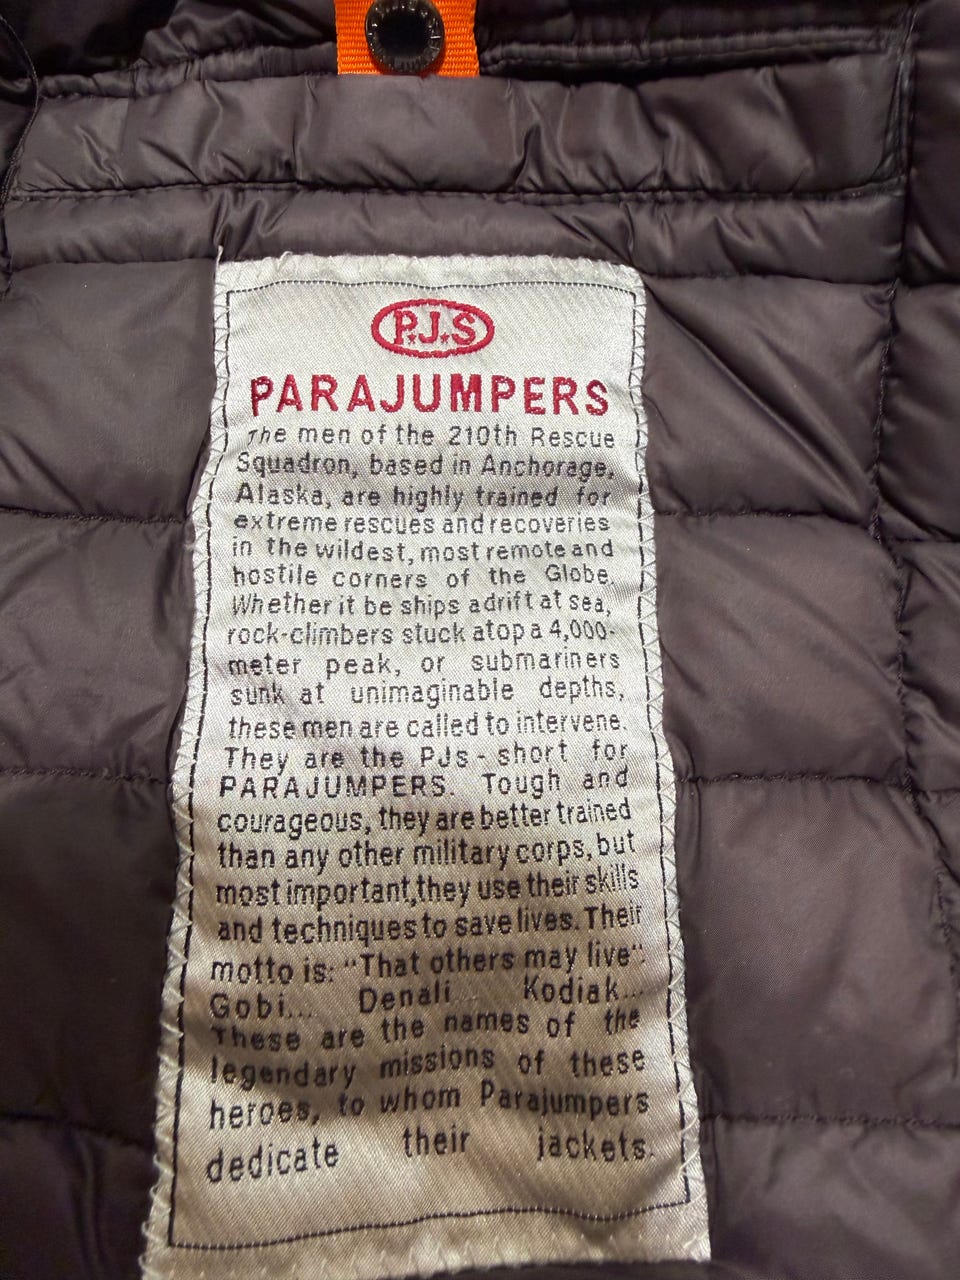 P.J.S
PARAJUMPERS
The men of the 210th Rescue
Squadron, based in Anchorage,
Alaska, are highly trained for
extreme rescues and recoveries
in the wildest, most remote and
hostile corners of the Globe.
Whether it be ships adrift at sea,
rock-climbers stuck atop a 4,000-
meter peak, or submariners
sunk at unimaginable depths,
these men are called to intervene.
They are the PJs - short for
PARAJUMPERS. Tough and
courageous, they are better trained
than any other military corps, but
most important, they use their skills
and techniques to save lives. Their
motto is: "That others may live".
Gobi... Denali... Kodiak...
These are the names of the
legendary missions of these
heroes, to whom Parajumpers
dedicate their jackets.